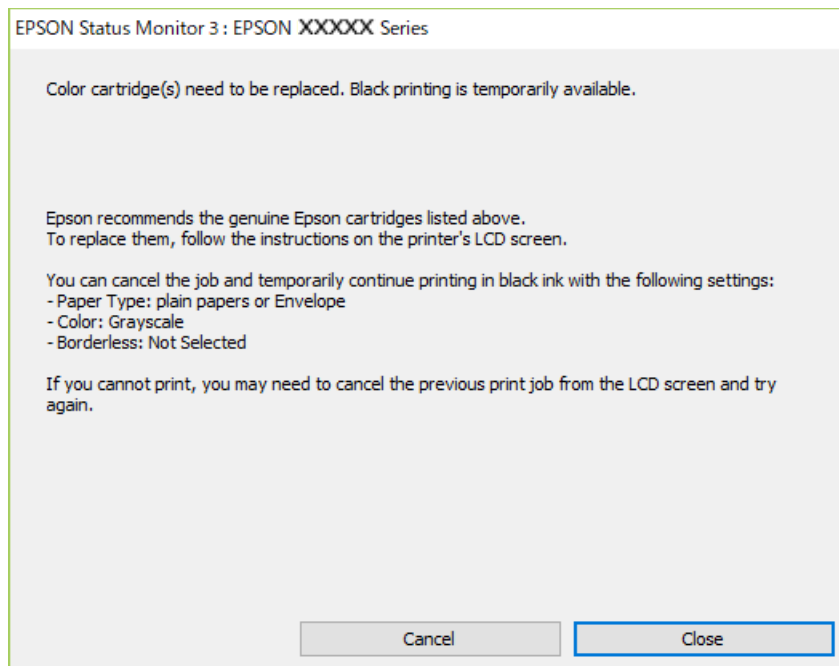 EPSON Status Monitor 3 : EPSON XXXXX Series
Color cartridge(s) need to be replaced. Black printing is temporarily available.
Epson recommends the genuine Epson cartridges listed above.
To replace them, follow the instructions on the printer's LCD screen.
You can cancel the job and temporarily continue printing in black ink with the following settings:
- Paper Type: plain papers or Envelope
- Color: Grayscale
- Borderless: Not Selected
If you cannot print, you may need to cancel the previous print job from the LCD screen and try
again.
Cancel
Close